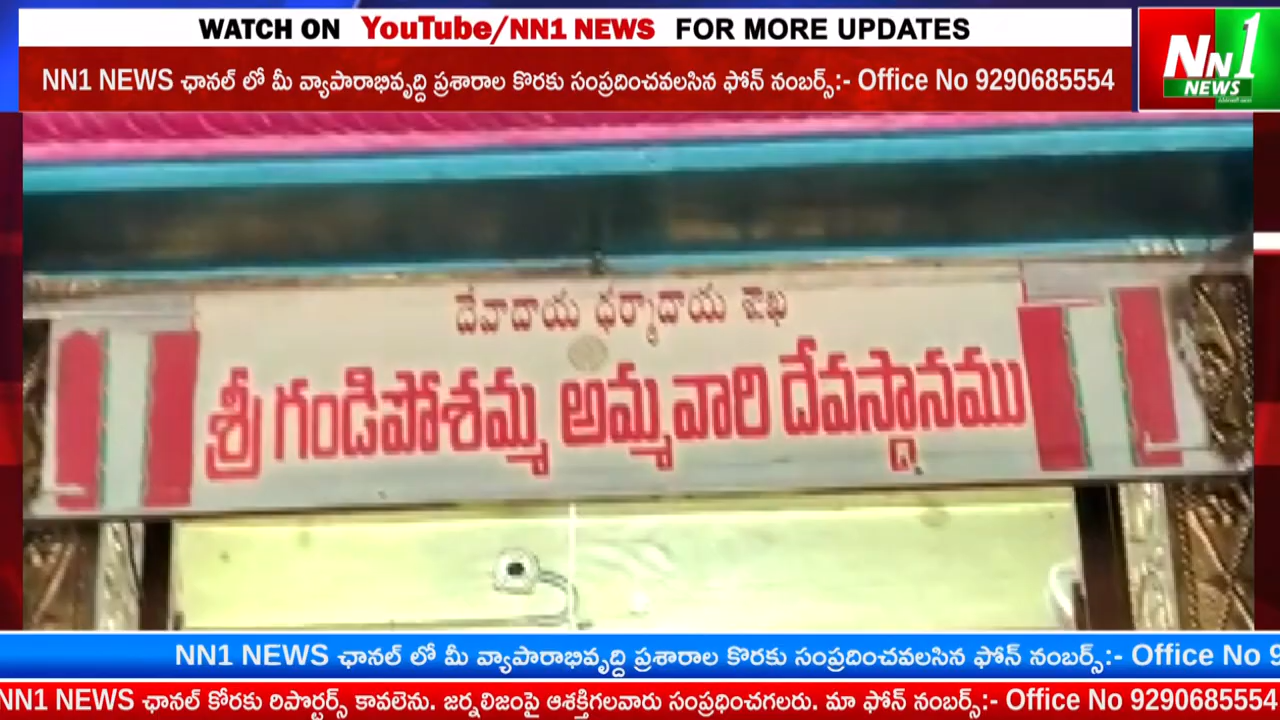 WATCH ON YouTube/NN1 NEWS FOR MORE UPDATES
NN1 NEWS ఛానల్ లో మీ వ్యాపారాభివృద్ది ప్రశారాల కొరకు సంప్రదించవలసిన ఫోన్ నంబర్స్:- Office No 9290685554
NN1 NEWS
దేవాదాయ ధర్మాదాయ శాఖ
శ్రీ గండిపోశమ్మ అమ్మవారి దేవస్థానము
NN1 NEWS ఛానల్ లో మీ వ్యాపారాభివృద్ది ప్రశారాల కొరకు సంప్రదించవలసిన ఫోన్ నంబర్స్:- Office No 9
NN1 NEWS ఛానల్ కోరకు రిపొర్టర్స్ కావలెను. జర్నలిజంపై ఆశక్తిగలవారు సంప్రధించగలరు. మా ఫోన్ నంబర్స్:- Office No 9290685554